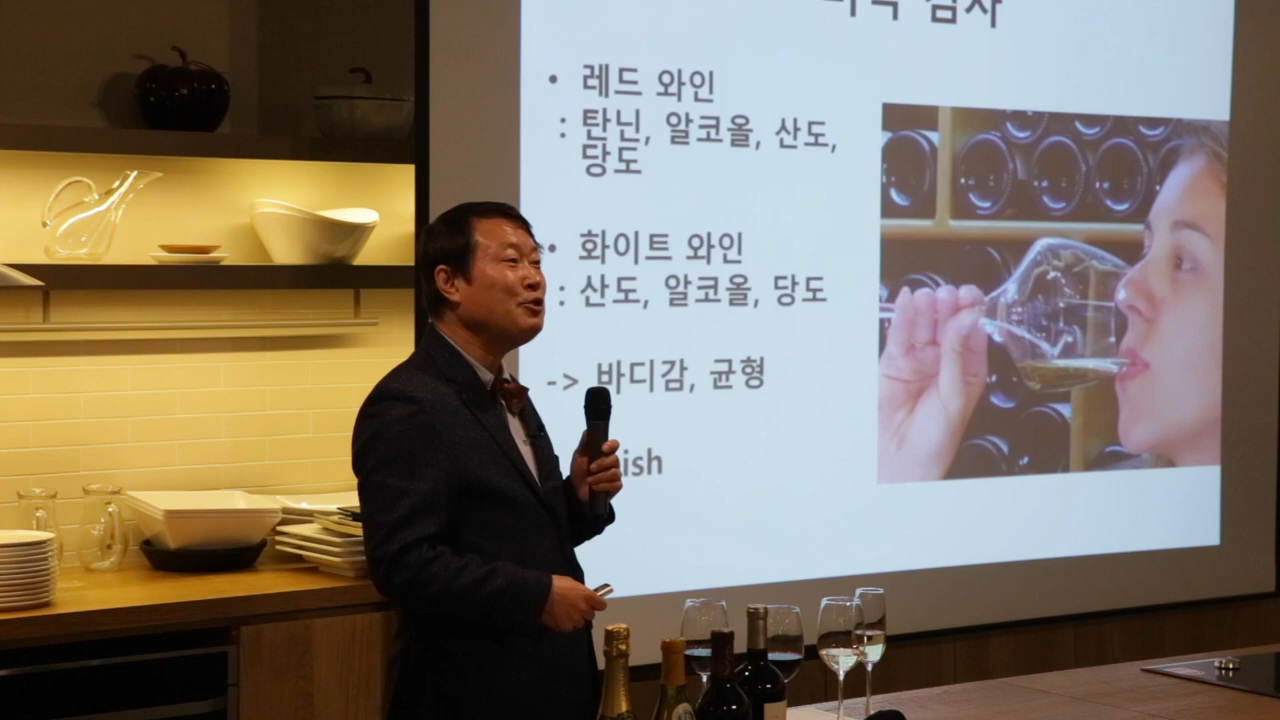 • 레드 와인
: 탄닌, 알코올, 산도,
당도
• 화이트 와인
: 산도, 알코올, 당도
-> 바디감, 균형